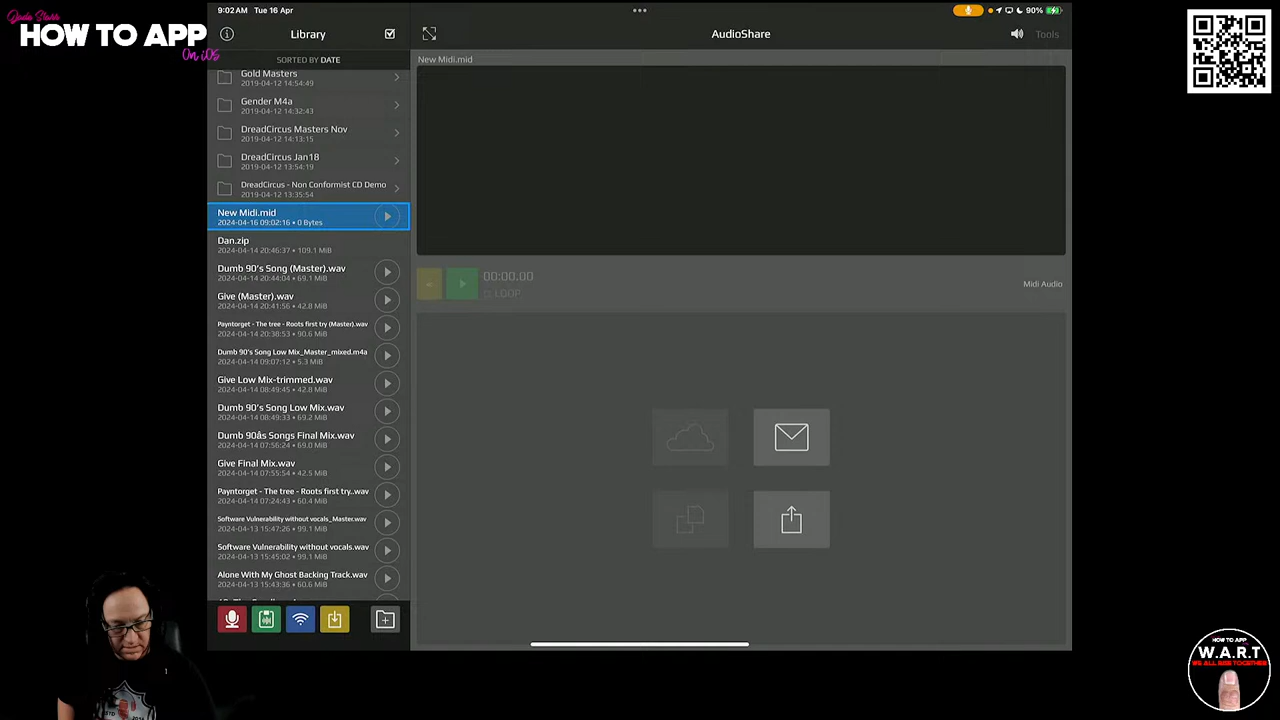 Jade Starr
HOW TO APP
On iOS
9:02 AM Tue 16 Apr
90%
Library
AudioShare
Tools
SORTED BY DATE
New Midi.mid
Gold Masters
2019-04-12 14:54:49
Gender M4a
2019-04-12 14:32:43
DreadCircus Masters Nov
2019-04-12 14:13:15
DreadCircus Jan18
2019-04-12 13:54:19
DreadCircus - Non Conformist CD Demo
2019-04-12 13:35:54
New Midi.mid
2024-04-16 09:02:16 • 0 Bytes
Dan.zip
2024-04-14 20:46:37 • 109.1 MiB
Dumb 90's Song (Master).wav
2024-04-14 20:44:04 • 69.1 MiB
Give (Master).wav
2024-04-14 20:41:56 • 42.8 MiB
Payntorget - The tree - Roots first try (Master).wav
2024-04-14 20:38:53 • 90.6 MiB
Dumb 90's Song Low Mix_Master_mixed.m4a
2024-04-14 09:07:12 • 5.3 MiB
Give Low Mix-trimmed.wav
2024-04-14 08:49:45 • 42.8 MiB
Dumb 90's Song Low Mix.wav
2024-04-14 08:49:33 • 69.2 MiB
Dumb 90âs Songs Final Mix.wav
2024-04-14 07:56:24 • 69.0 MiB
Give Final Mix.wav
2024-04-14 07:55:54 • 42.5 MiB
Payntorget - The tree - Roots first try..wav
2024-04-14 07:24:43 • 60.4 MiB
Software Vulnerability without vocals_Master.wav
2024-04-13 15:47:26 • 99.1 MiB
Software Vulnerability without vocals.wav
2024-04-13 15:45:02 • 99.1 MiB
Alone With My Ghost Backing Track.wav
2024-04-13 15:43:36 • 60.6 MiB
00:00.00
LOOP
Midi Audio
HOW TO APP
W.A.R.T
WE ALL RISE TOGETHER